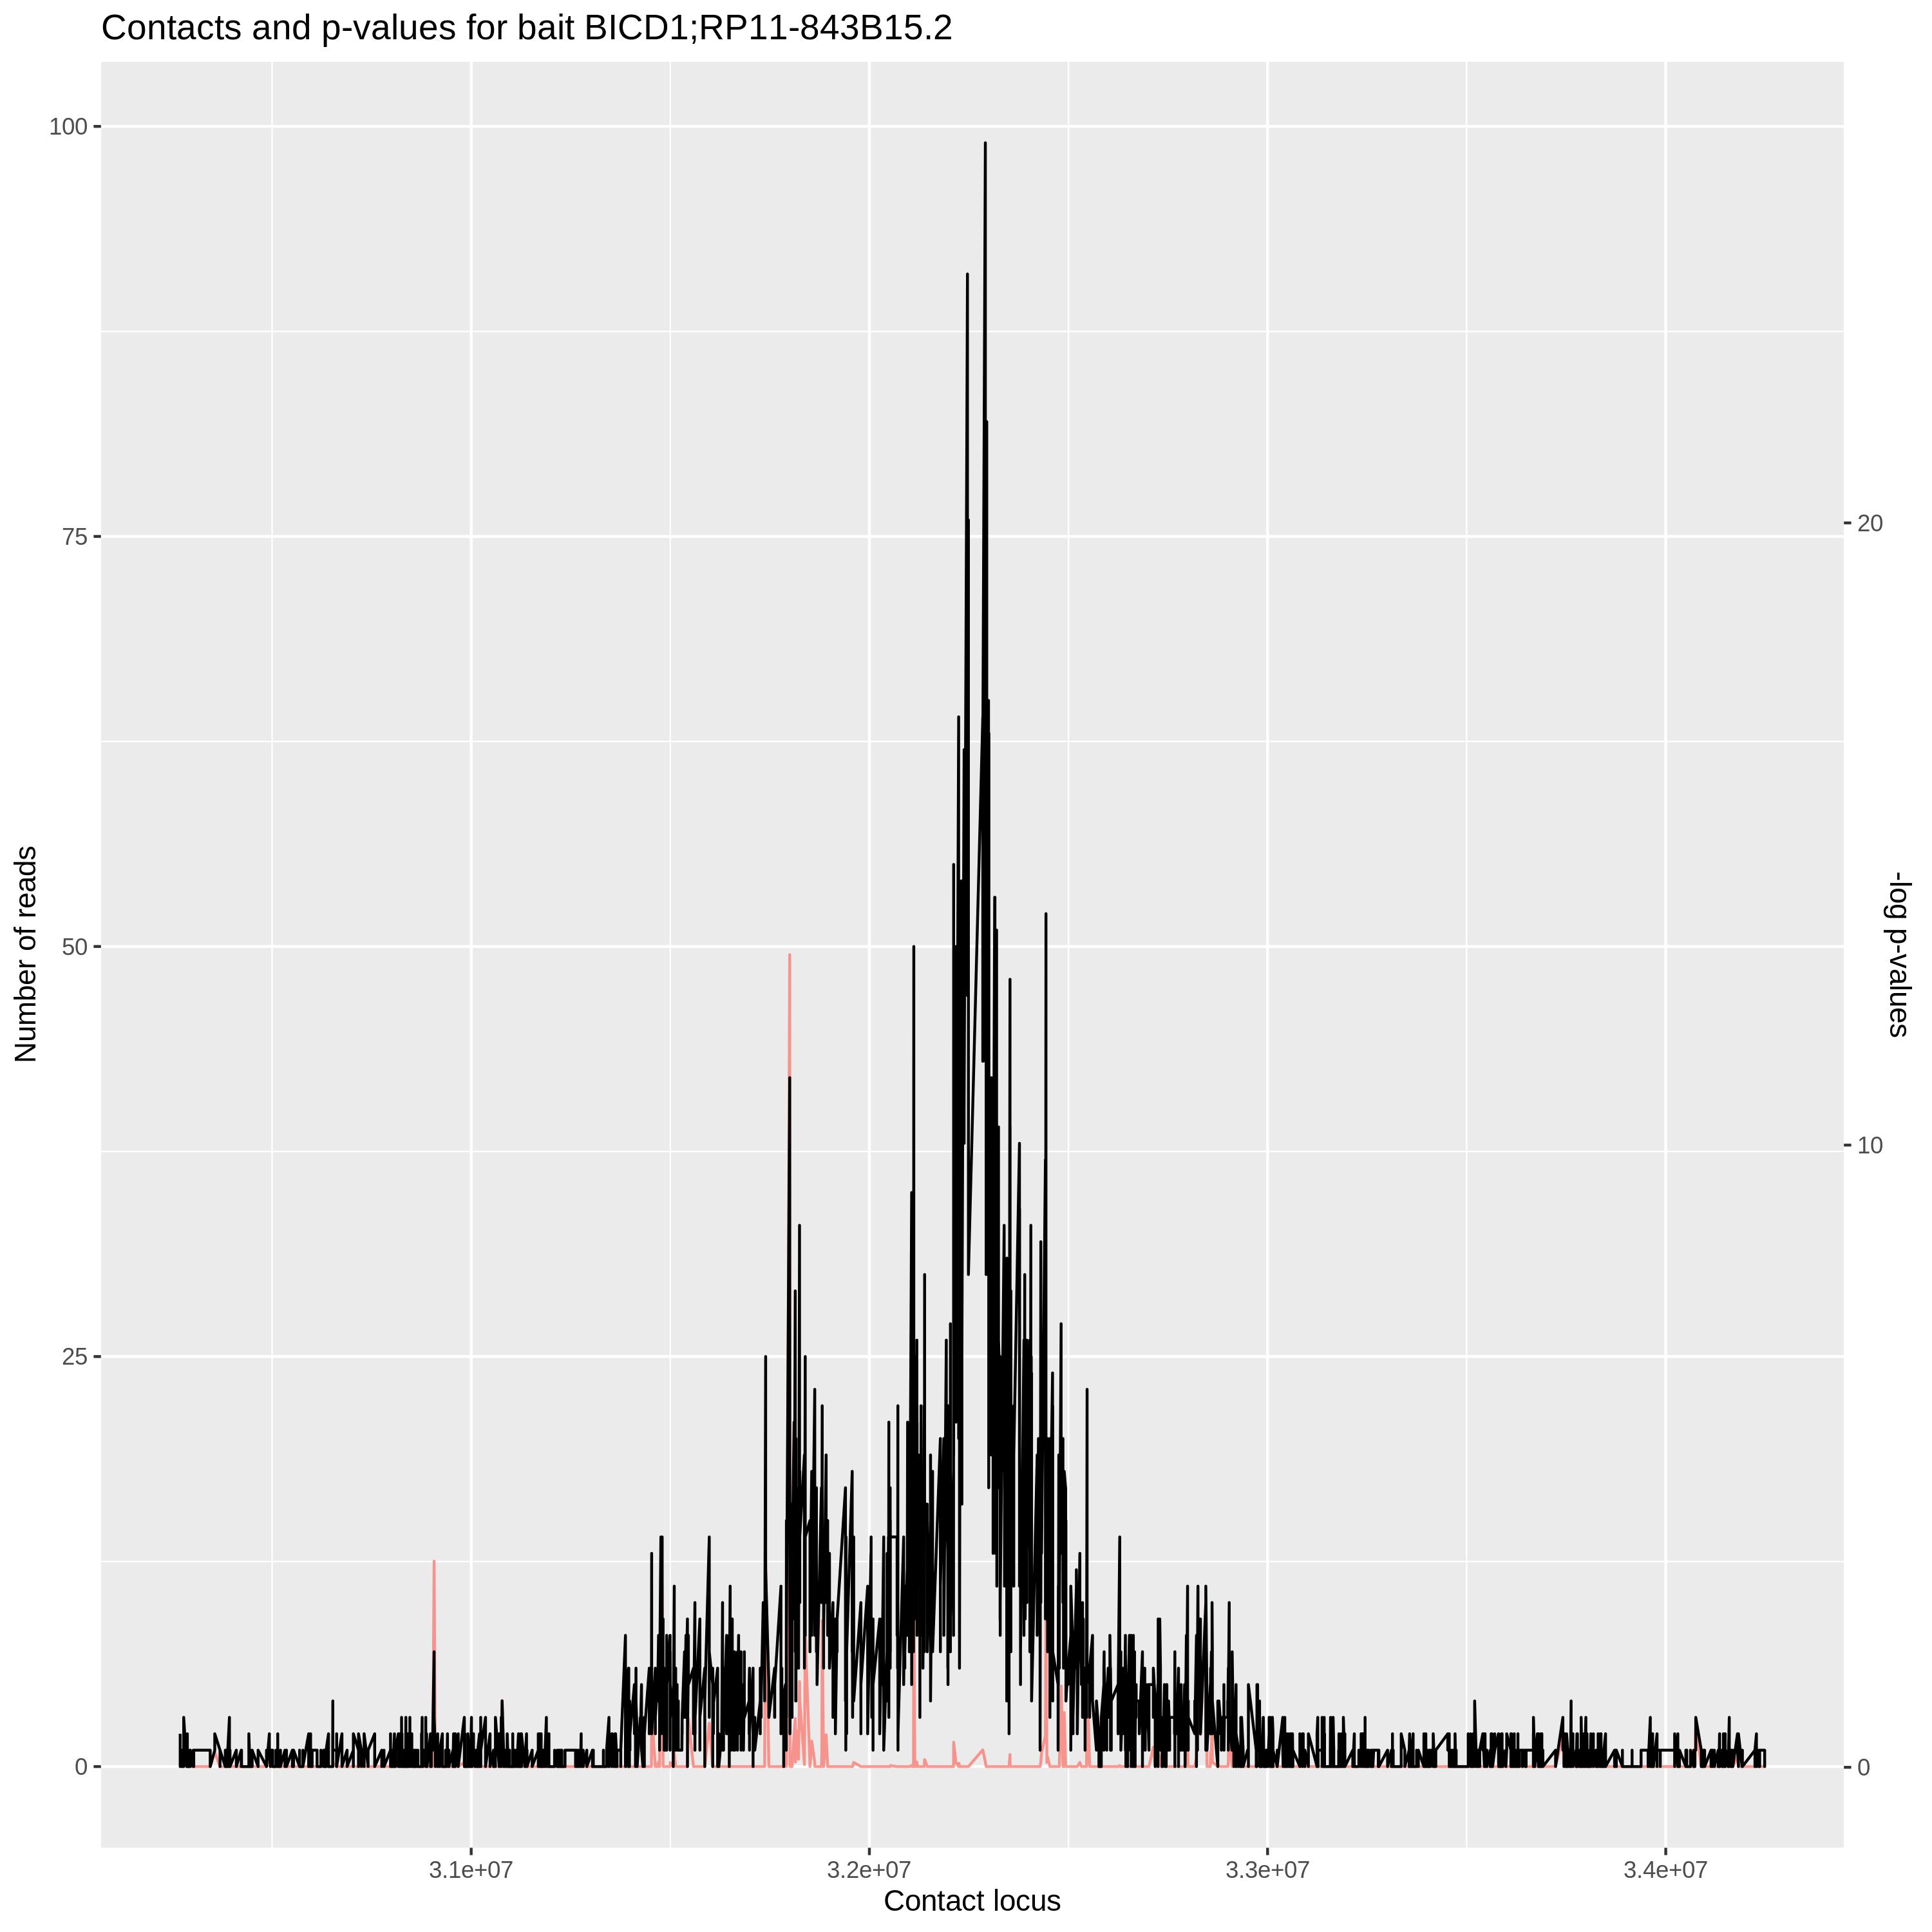 Contacts and p-values for bait BICD1;RP11-843B15.2
100
75
50
25
0
Number of reads
20
10
0
-log p-values
3.1e+07
3.2e+07
3.3e+07
3.4e+07
Contact locus